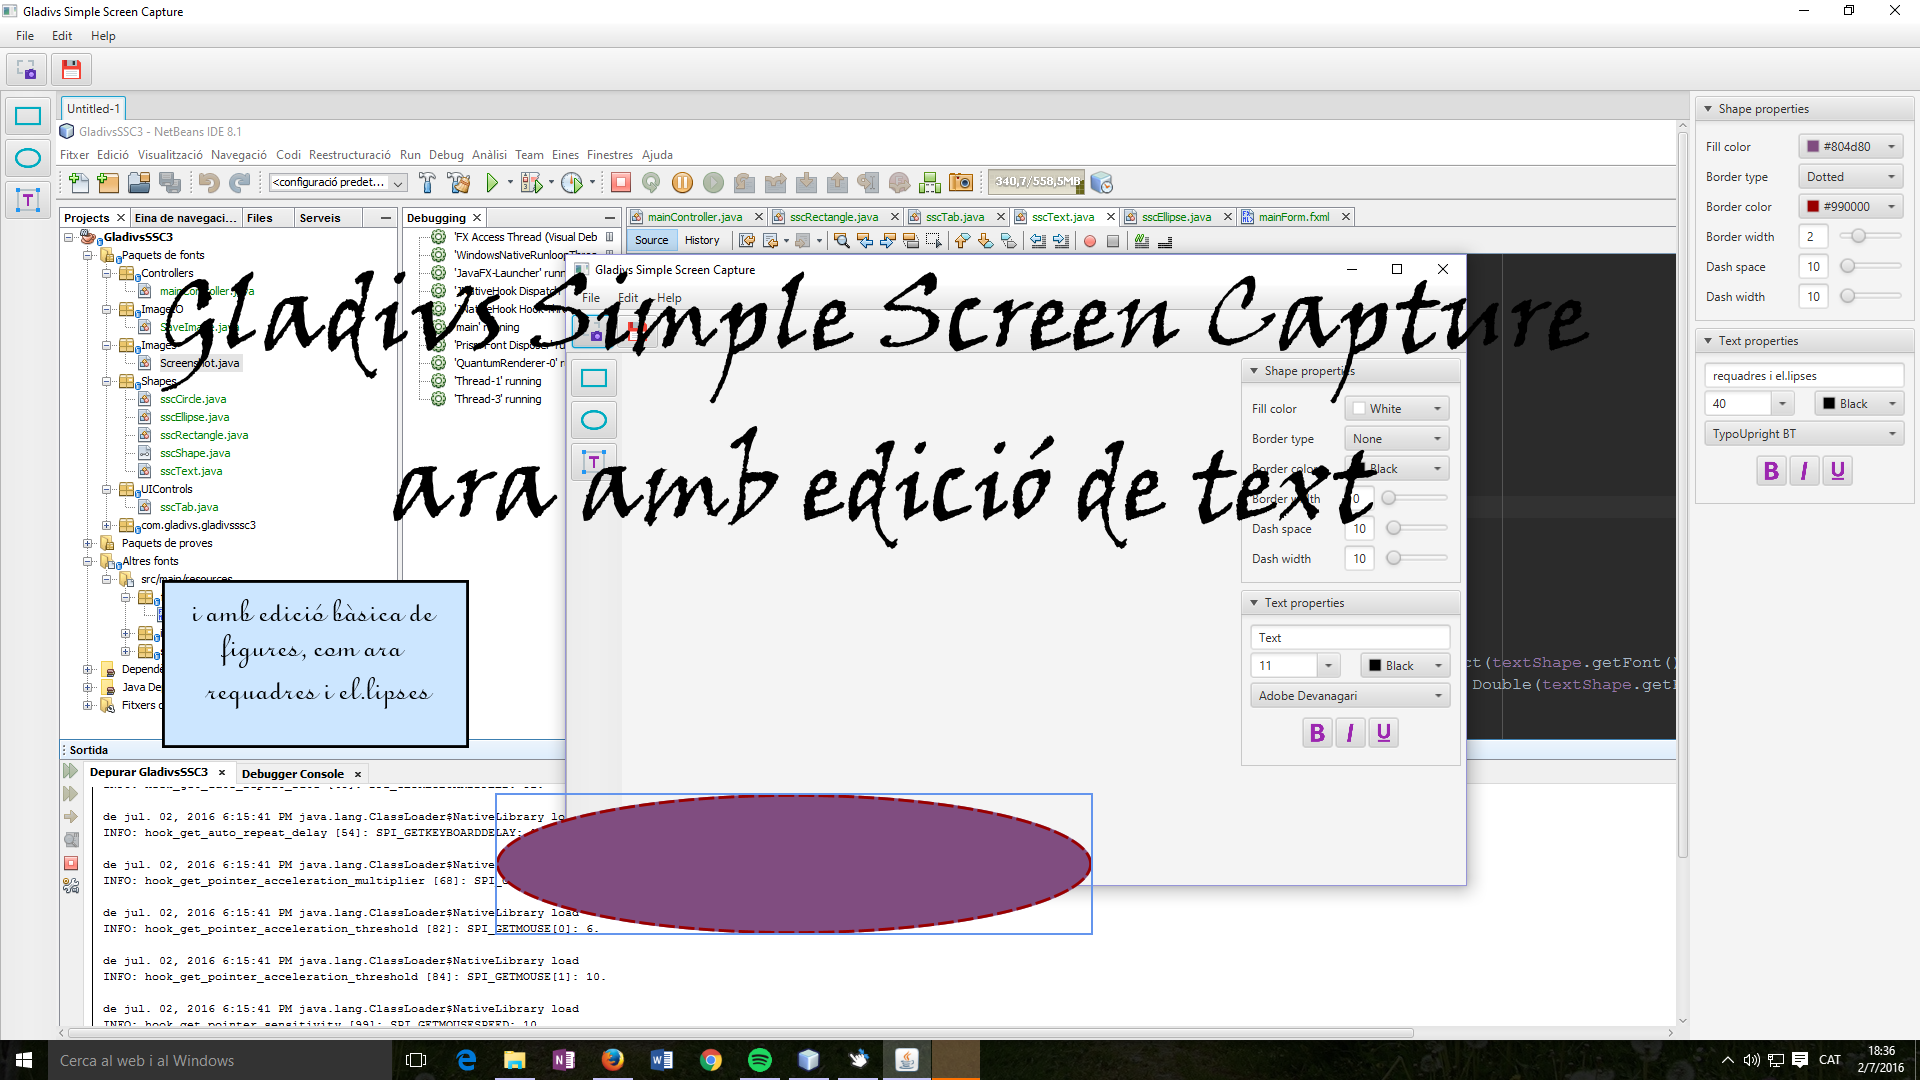 Gladivs Simple Screen Capture
File Edit Help
Untitled-1
GladivsSSC3 - NetBeans IDE 8.1
Fitxer Edició Visualització Navegació Codi Reestructuració Run Debug Anàlisi Team Eines Finestres Ajuda
<configuració predet...
340,7/558,5MB
Projects Eina de navegaci... Files Serveis
Debugging
mainController.java sscRectangle.java sscTab.java sscText.java sscEllipse.java mainForm.fxml
Source History
GladivsSSC3
Paquets de fonts
Controllers
mainController.java
ImageIO
SaveImage.java
Images
Screenshot.java
Shapes
sscCircle.java
sscEllipse.java
sscRectangle.java
sscShape.java
sscText.java
UIControls
sscTab.java
com.gladivs.gladivsssc3
Paquets de proves
Altres fonts
src/main/resources
Java De
Fitxers
'FX Access Thread (Visual Deb
'WindowsNativeRunloopThre
'JavaFX-Launcher' runn
'main' running
'QuantumRenderer-0' r
'Thread-1' running
'Thread-3' running
Gladivs Simple Screen Capture
File Edit Help
Gladivs Simple Screen Capture
ara amb edició de text
i amb edició bàsica de
figures, com ara
requadres i el.lipses
Shape properties
Fill color White
Border type None
Border color Black
Border width 0
Dash space 10
Dash width 10
Text properties
Text
11 Black
Adobe Devanagari
B I U
ct(textShape.getFont()
Double(textShape.getF
Shape properties
Fill color #804d80
Border type Dotted
Border color #990000
Border width 2
Dash space 10
Dash width 10
Text properties
requadres i el.lipses
40 Black
TypoUpright BT
B I U
Sortida
Depurar GladivsSSC3 Debugger Console
de jul. 02, 2016 6:15:41 PM java.lang.ClassLoader$NativeLibrary loa
INFO: hook_get_auto_repeat_delay [54]: SPI_GETKEYBOARDDELAY:
de jul. 02, 2016 6:15:41 PM java.lang.ClassLoader$Native
INFO: hook_get_pointer_acceleration_multiplier [68]: SPI_
de jul. 02, 2016 6:15:41 PM java.lang.ClassLoader$NativeLibrary load
INFO: hook_get_pointer_acceleration_threshold [82]: SPI_GETMOUSE[0]: 6.
de jul. 02, 2016 6:15:41 PM java.lang.ClassLoader$NativeLibrary load
INFO: hook_get_pointer_acceleration_threshold [84]: SPI_GETMOUSE[1]: 10.
de jul. 02, 2016 6:15:41 PM java.lang.ClassLoader$NativeLibrary load
INFO: hook_get_pointer_sensitivity [99]: SPI_GETMOUSESPEED: 10
Cerca al web i al Windows
CAT
18:36
2/7/2016